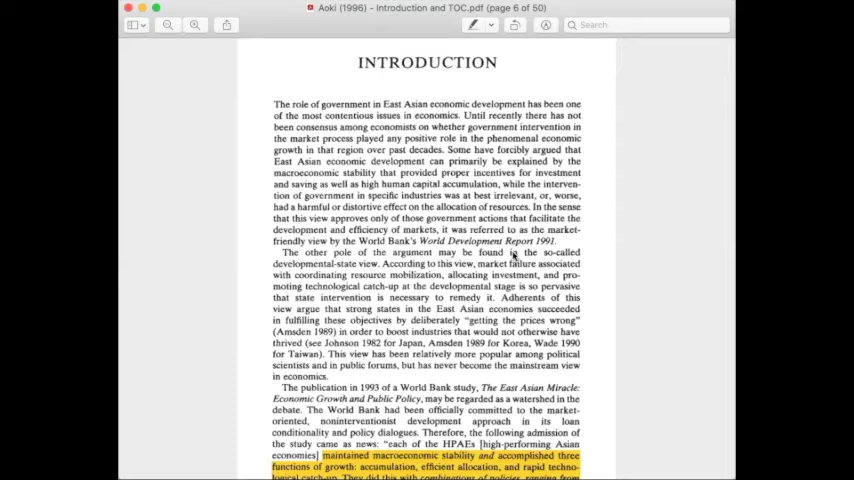 Aoki (1996) - Introduction and TOC.pdf (page 6 of 50)
Search
INTRODUCTION
The role of government in East Asian economic development has been one
of the most contentious issues in economics. Until recently there has not
been consensus among economists on whether government intervention in
the market process played any positive role in the phenomenal economic
growth in that region over past decades. Some have forcibly argued that
East Asian economic development can primarily be explained by the
macroeconomic stability that provided proper incentives for investment
and saving as well as high human capital accumulation, while the interven-
tion of government in specific industries was at best irrelevant, or, worse,
had a harmful or distortive effect on the allocation of resources. In the sense
that this view approves only of those government actions that facilitate the
development and efficiency of markets, it was referred to as the market-
friendly view by the World Bank's World Development Report 1991.
The other pole of the argument may be found in the so-called
developmental-state view. According to this view, market failure associated
with coordinating resource mobilization, allocating investment, and pro-
moting technological catch-up at the developmental stage is so pervasive
that state intervention is necessary to remedy it. Adherents of this
view argue that strong states in the East Asian economies succeeded
in fulfilling these objectives by deliberately "getting the prices wrong"
(Amsden 1989) in order to boost industries that would not otherwise have
thrived (see Johnson 1982 for Japan, Amsden 1989 for Korea, Wade 1990
for Taiwan). This view has been relatively more popular among political
scientists and in public forums, but has never become the mainstream view
in economics.
The publication in 1993 of a World Bank study, The East Asian Miracle:
Economic Growth and Public Policy, may be regarded as a watershed in the
debate. The World Bank had been officially committed to the market-
oriented, noninterventionist development approach in its loan
conditionality and policy dialogues. Therefore, the following admission of
the study came as news: "each of the HPAEs [high-performing Asian
economies] maintained macroeconomic stability and accomplished three
functions of growth: accumulation, efficient allocation, and rapid techno-
logical catch-up. They did this with combinations of policies, ranging from